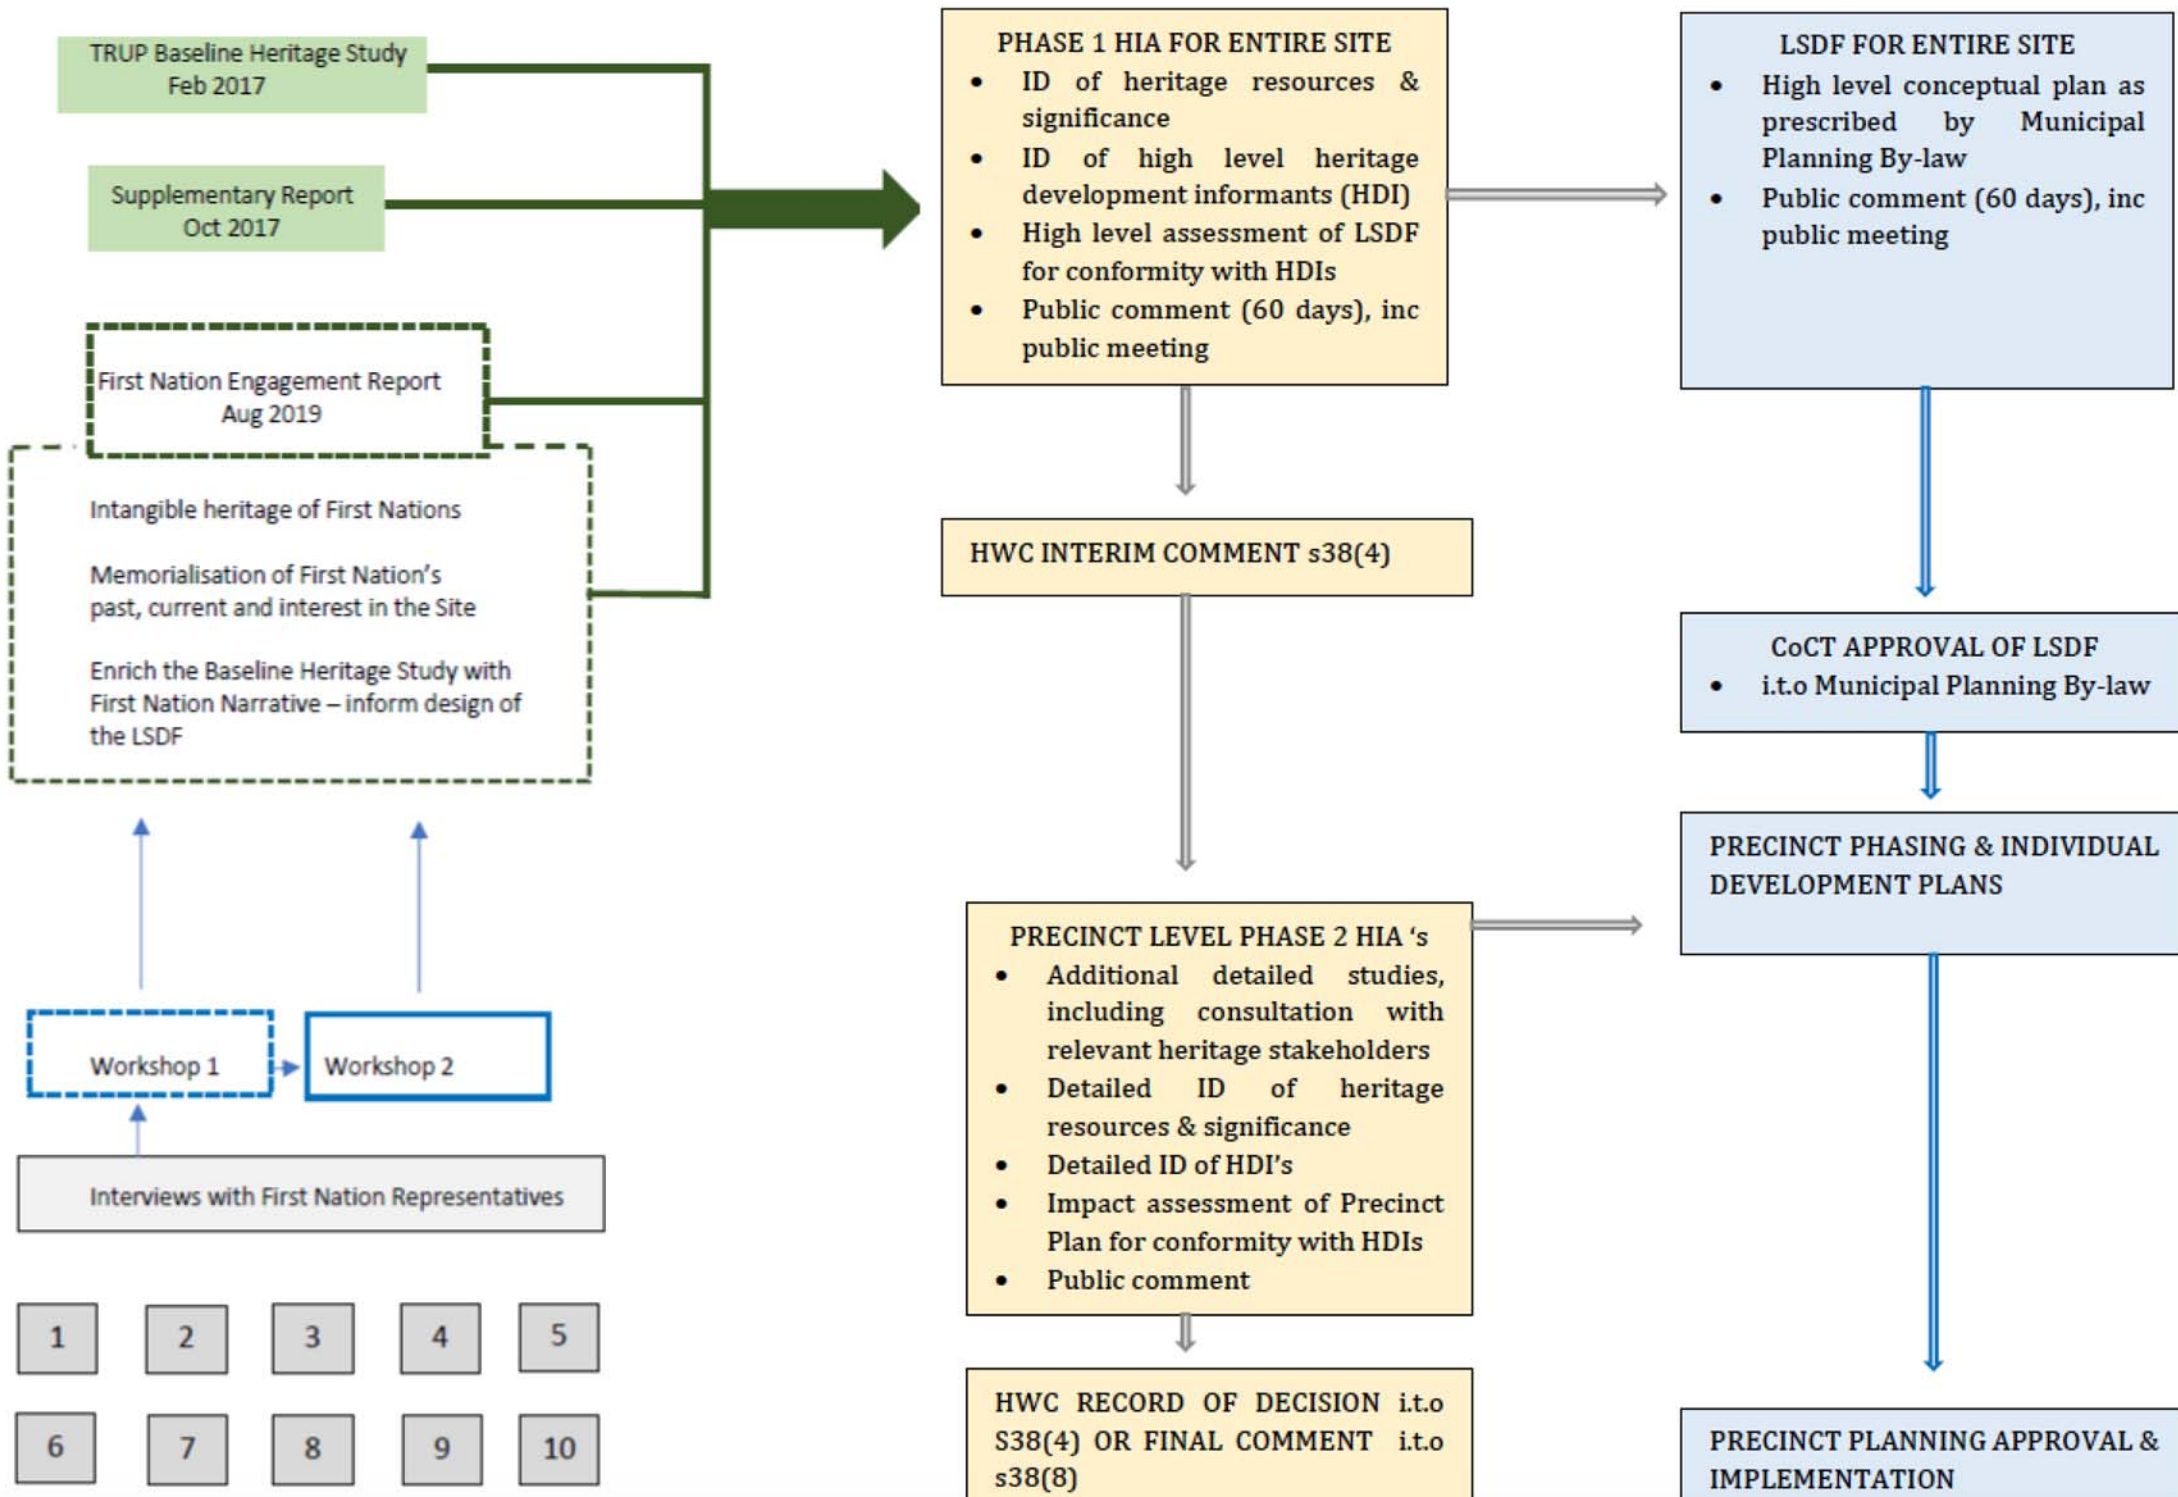 TRUP Baseline Heritage Study
Feb 2017
Supplementary Report
Oct 2017
First Nation Engagement Report
Aug 2019
Intangible heritage of First Nations
Memorialisation of First Nation's
past, current and interest in the Site
Enrich the Baseline Heritage Study with
First Nation Narrative – inform design of
the LSDF
Workshop 1
Workshop 2
Interviews with First Nation Representatives
1
2
3
4
5
6
7
8
9
10
PHASE 1 HIA FOR ENTIRE SITE
• ID of heritage resources &
significance
• ID of high level heritage
development informants (HDI)
• High level assessment of LSDF
for conformity with HDIs
• Public comment (60 days), inc
public meeting
HWC INTERIM COMMENT s38(4)
PRECINCT LEVEL PHASE 2 HIA 's
• Additional detailed studies,
including consultation with
relevant heritage stakeholders
• Detailed ID of heritage
resources & significance
• Detailed ID of HDI's
• Impact assessment of Precinct
Plan for conformity with HDIs
• Public comment
HWC RECORD OF DECISION i.t.o
S38(4) OR FINAL COMMENT i.t.o
s38(8)
LSDF FOR ENTIRE SITE
• High level conceptual plan as
prescribed by Municipal
Planning By-law
• Public comment (60 days), inc
public meeting
CoCT APPROVAL OF LSDF
• i.t.o Municipal Planning By-law
PRECINCT PHASING & INDIVIDUAL
DEVELOPMENT PLANS
PRECINCT PLANNING APPROVAL &
IMPLEMENTATION